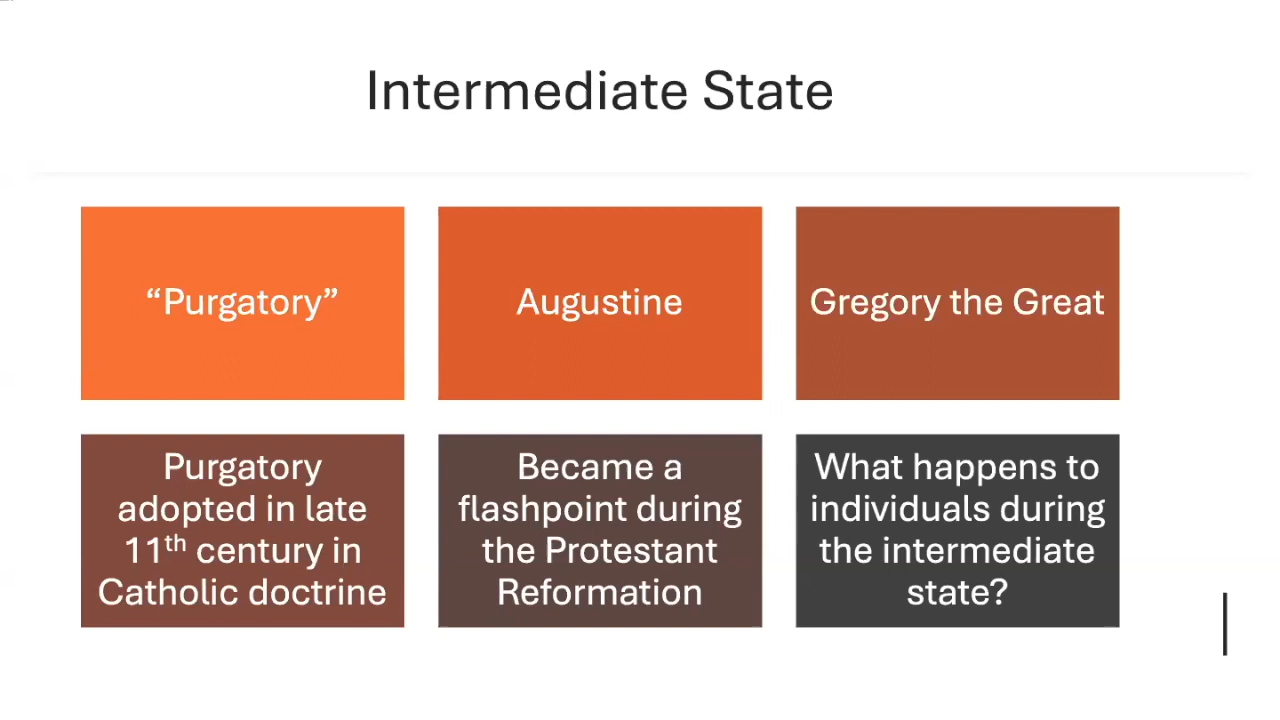 Intermediate State
“Purgatory”
Augustine
Gregory the Great
Purgatory
adopted in late
11th century in
Catholic doctrine
Became a
flashpoint during
the Protestant
Reformation
What happens to
individuals during
the intermediate
state?